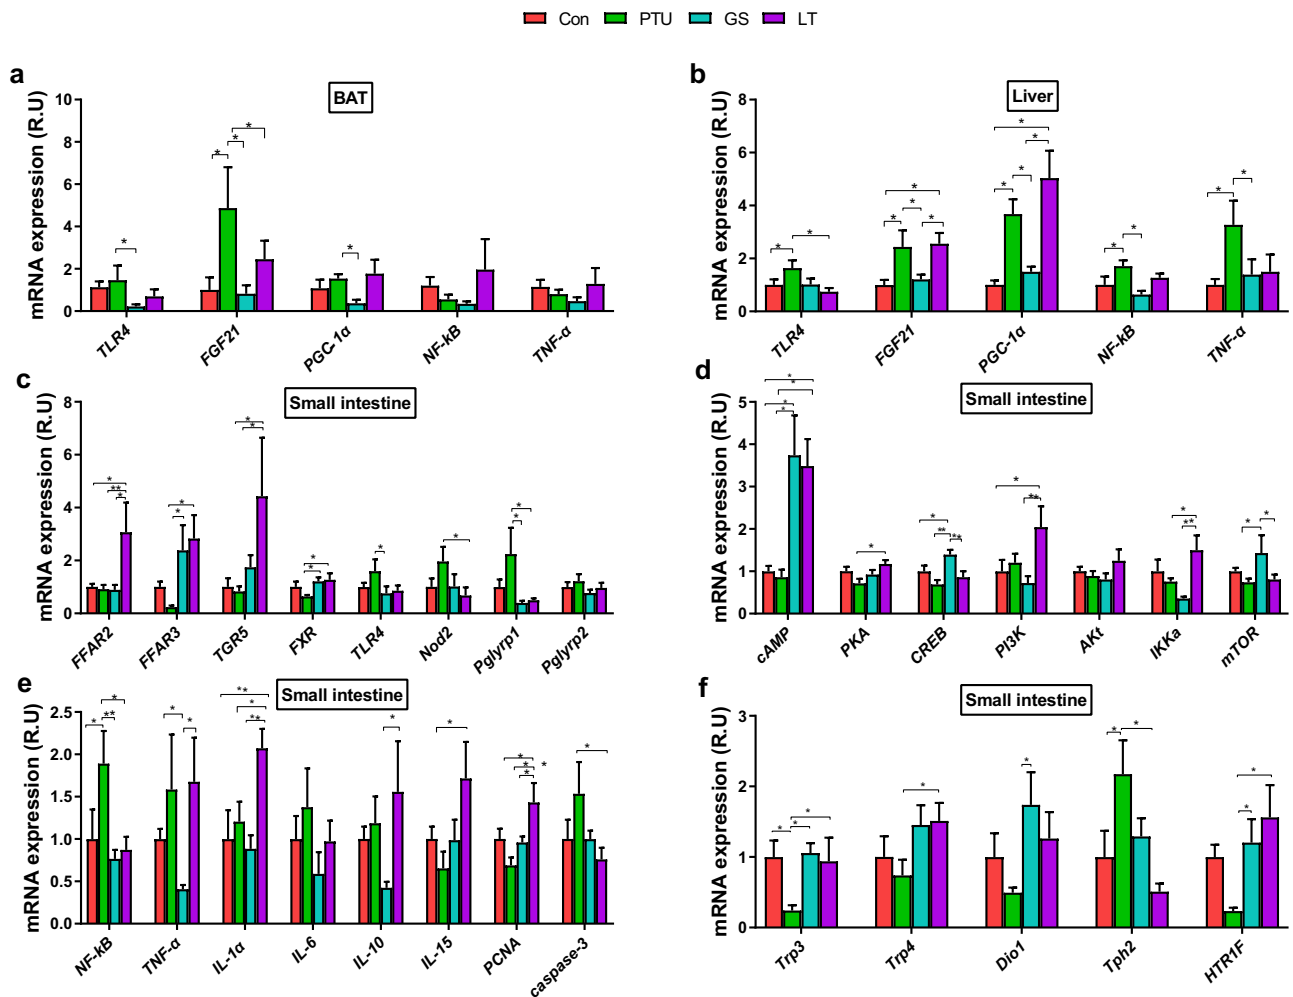 Con PTU GS LT
a
BAT
mRNA expression (R.U)
10
8
6
4
2
0
* * * * *
TLR4 FGF21 PGC-1α NF-kB TNF-α
b
Liver
mRNA expression (R.U)
8
6
4
2
0
* * * * * * * * * * * * * *
TLR4 FGF21 PGC-1α NF-kB TNF-α
c
Small intestine
mRNA expression (R.U)
8
6
4
2
0
* ** * * * * * * * * * * *
FFAR2 FFAR3 TGR5 FXR TLR4 Nod2 Pglyrp1 Pglyrp2
d
Small intestine
mRNA expression (R.U)
5
4
3
2
1
0
* * * * * * ** ** * ** * ** * *
cAMP PKA CREB PI3K AKt IKKa mTOR
e
Small intestine
mRNA expression (R.U)
2.5
2.0
1.5
1.0
0.5
0.0
* ** * * * ** * ** * * * * * * *
NF-kB TNF-α IL-1α IL-6 IL-10 IL-15 PCNA caspase-3
f
Small intestine
mRNA expression (R.U)
3
2
1
0
* * * * * * * * *
Trp3 Trp4 Dio1 Tph2 HTR1F